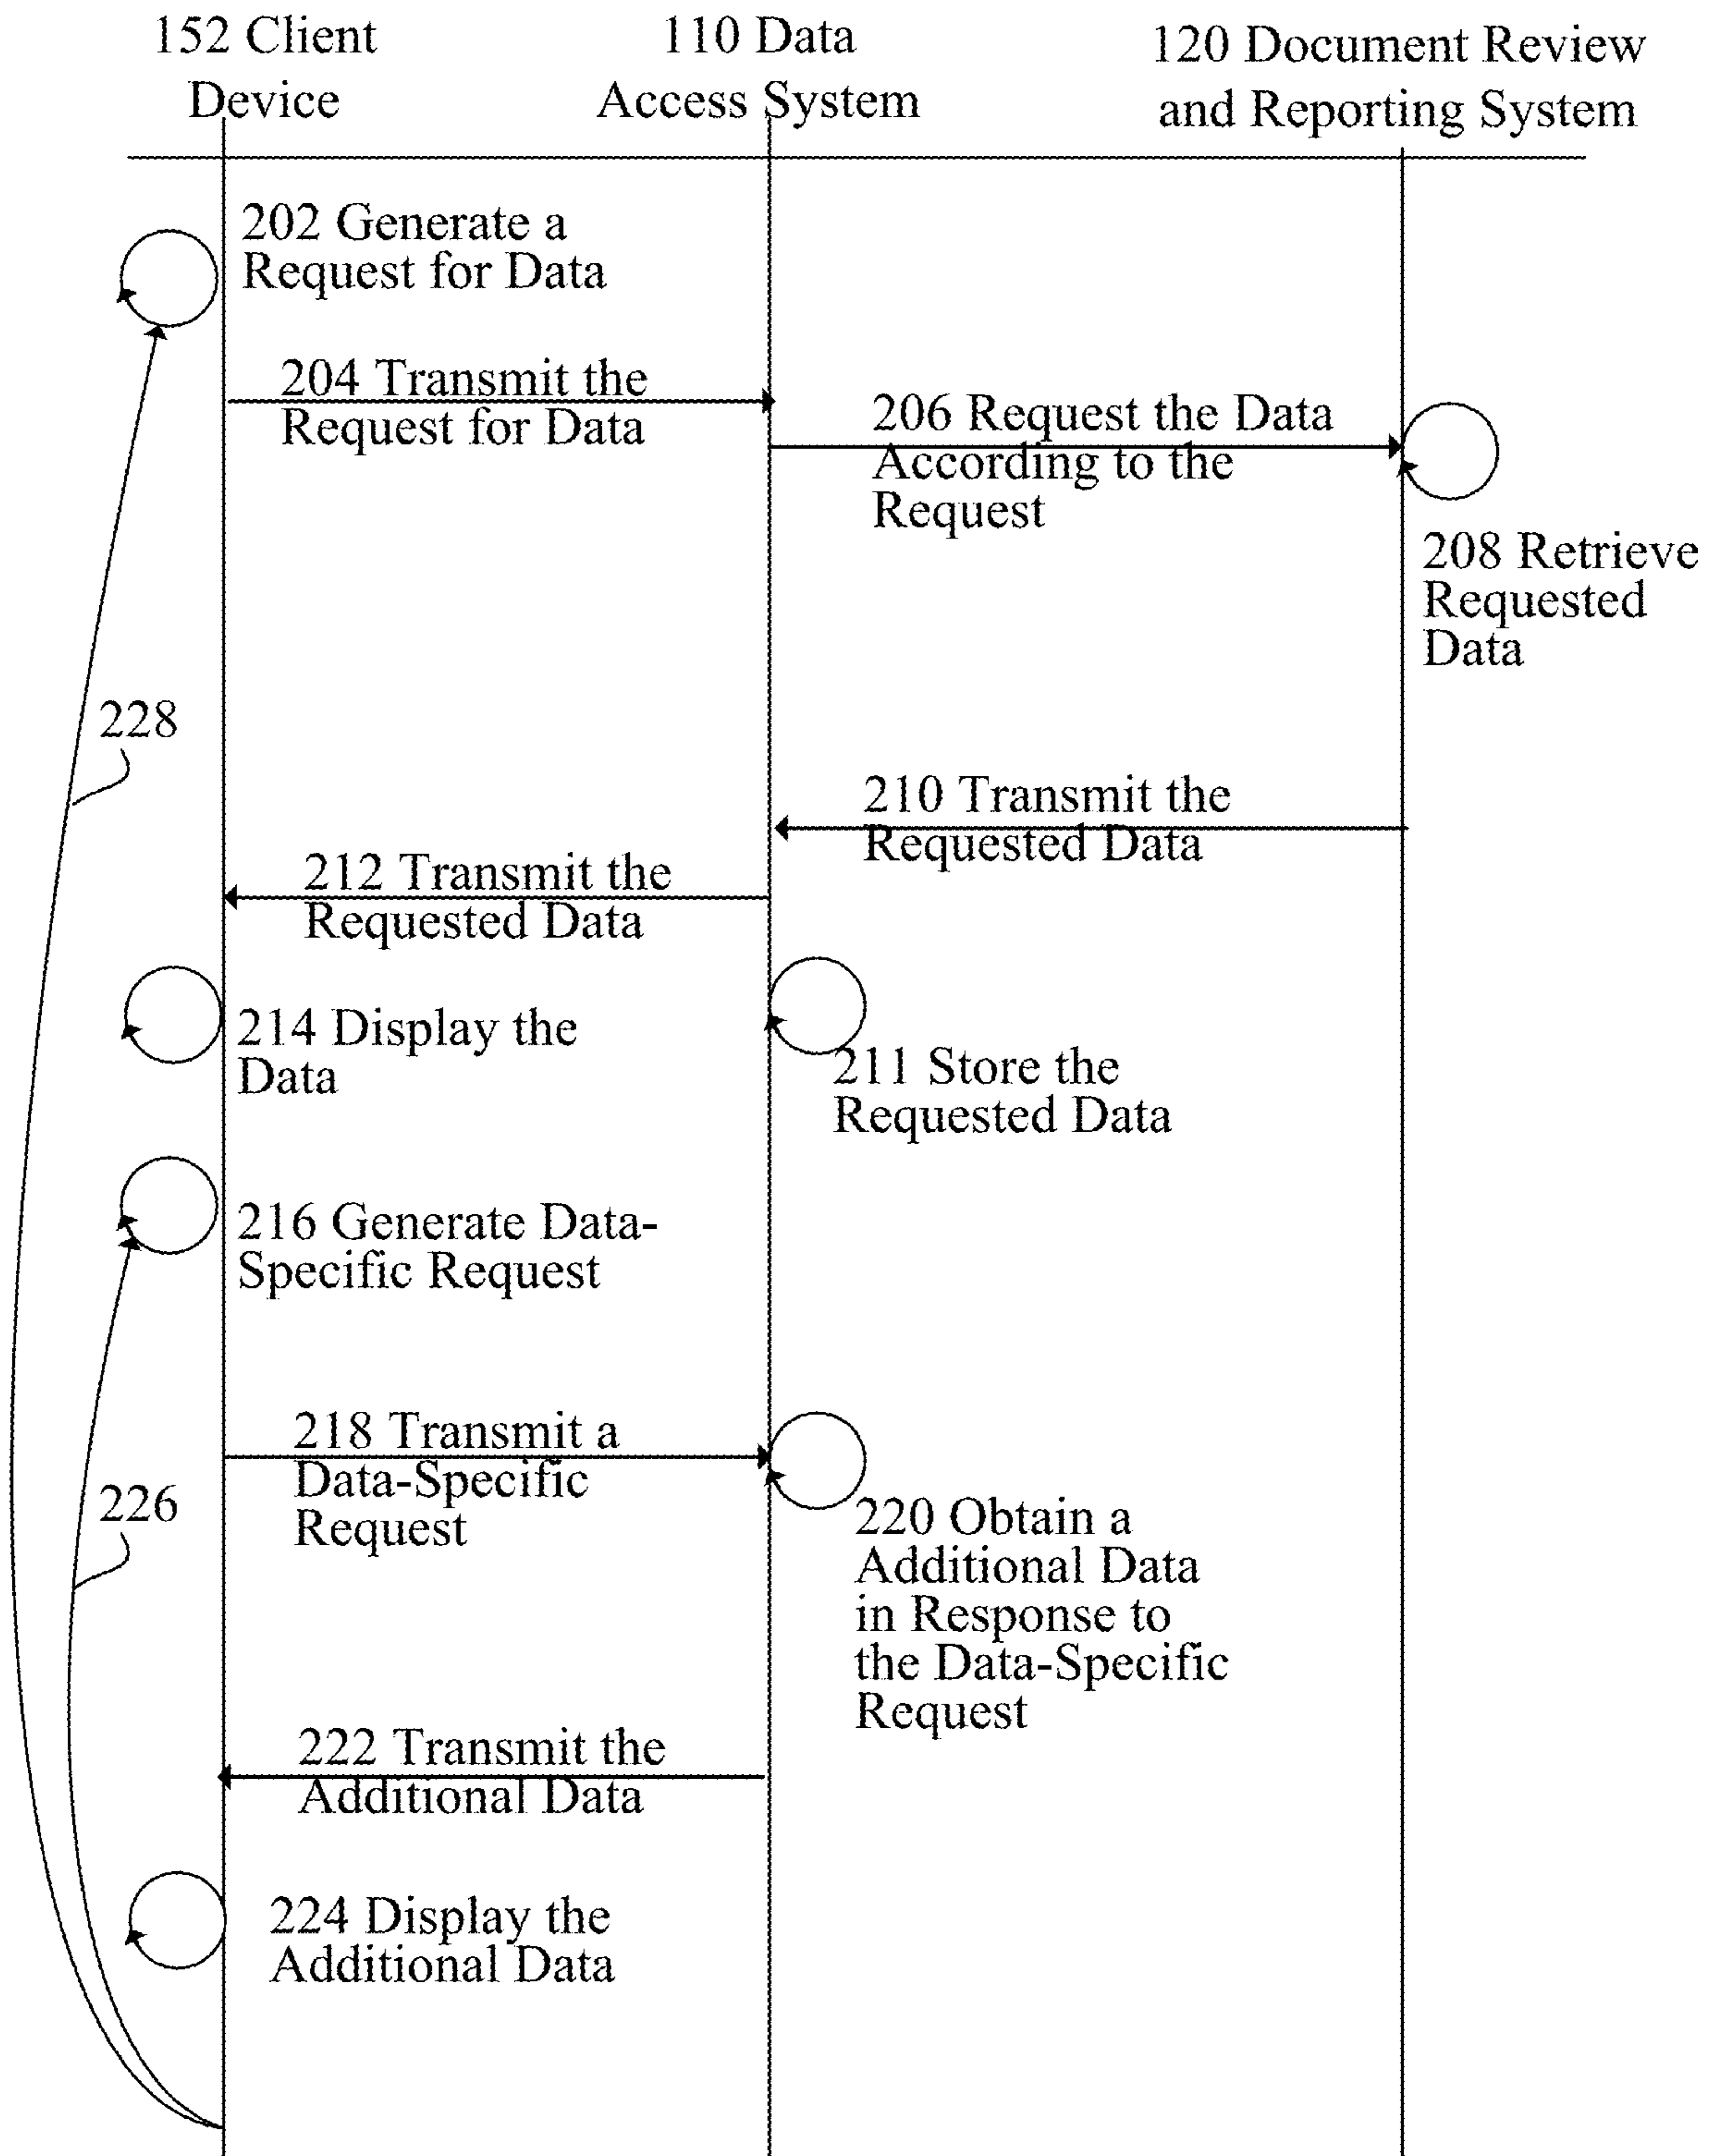 152 Client
Device
110 Data
Access System
120 Document Review
and Reporting System
202 Generate a
Request for Data
204 Transmit the
Request for Data
206 Request the Data
According to the
Request
208 Retrieve
Requested
Data
228
210 Transmit the
Requested Data
212 Transmit the
Requested Data
214 Display the
Data
211 Store the
Requested Data
216 Generate Data-
Specific Request
218 Transmit a
Data-Specific
Request
226
220 Obtain a
Additional Data
in Response to
the Data-Specific
Request
222 Transmit the
Additional Data
224 Display the
Additional Data